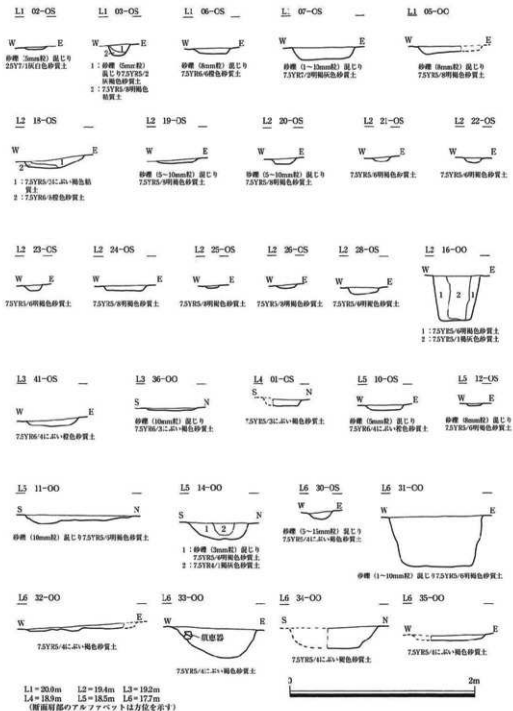 L1 02-OS
L1 03-OS
L1 06-OS
L1 07-OS
L1 05-OO
W E
W E
W E
W E
W E
砂礫（5mm粒）混じり
2.5Y7/1灰白色砂質土
1：砂礫（5mm粒）
混じり7.5YR5/2
灰褐色砂質土
2：7.5YR5/8明褐色
粘質土
砂礫（8mm粒）混じり
7.5YR6/6橙色砂質土
砂礫（1～10mm粒）混じり
7.5YR7/2明褐灰色砂質土
砂礫（8mm粒）混じり
7.5YR5/8明褐色砂質土
L2 18-OS
L2 19-OS
L2 20-OS
L2 21-OS
L2 22-OS
W E
W E
W E
W E
W E
2 1
1：7.5YR5/3にぶい褐色粘
質土
2：7.5YR6/8橙色砂質土
砂礫（5～10mm粒）混じり
7.5YR5/8明褐色砂質土
砂礫（5～10mm粒）混じり
7.5YR5/8明褐色砂質土
7.5YR5/6明褐色砂質土
7.5YR5/6明褐色砂質土
L2 23-OS
L2 24-OS
L2 25-OS
L2 26-OS
L2 28-OS
L2 16-OO
W E
W E
W E
W E
W E
W E
1 2 1
7.5YR5/6明褐色砂質土
7.5YR5/8明褐色砂質土
7.5YR5/8明褐色砂質土
7.5YR5/8明褐色砂質土
7.5YR5/6明褐色砂質土
1：7.5YR5/6明褐色砂質土
2：7.5YR5/1褐灰色砂質土
L3 41-OS
L3 36-OO
L4 01-OS
L5 10-OS
L5 12-OS
W E
S N
S N
W E
W E
7.5YR6/4にぶい橙色砂質土
砂礫（10mm粒）混じり
7.5YR6/3にぶい褐色砂質土
7.5YR5/3にぶい褐色砂質土
砂礫（5mm粒）混じり
7.5YR6/4にぶい橙色砂質土
砂礫（8mm粒）混じり
7.5YR5/6明褐色砂質土
L5 11-OO
L5 14-OO
L6 30-OS
L6 31-OO
S N
S N
W E
W E
1 2
砂礫（10mm粒）混じり7.5YR5/6明褐色砂質土
1：砂礫（3mm粒）混じり
7.5YR5/6明褐色砂質土
2：7.5YR4/1褐灰色砂質土
砂礫（5～15mm粒）混じり
7.5YR5/4にぶい褐色砂質土
砂礫（1～10mm粒）混じり7.5YR5/6明褐色砂質土
L6 32-OO
L6 33-OO
L6 34-OO
L6 35-OO
W E
W E
S N
W E
須恵器
7.5YR5/4にぶい褐色砂質土
7.5YR5/4にぶい褐色砂質土
7.5YR5/4にぶい褐色砂質土
7.5YR5/4にぶい褐色砂質土
L1＝20.0m L2＝19.4m L3＝19.2m
L4＝18.9m L5＝18.5m L6＝17.7m
（断面肩部のアルファベットは方位を示す）
0 2m